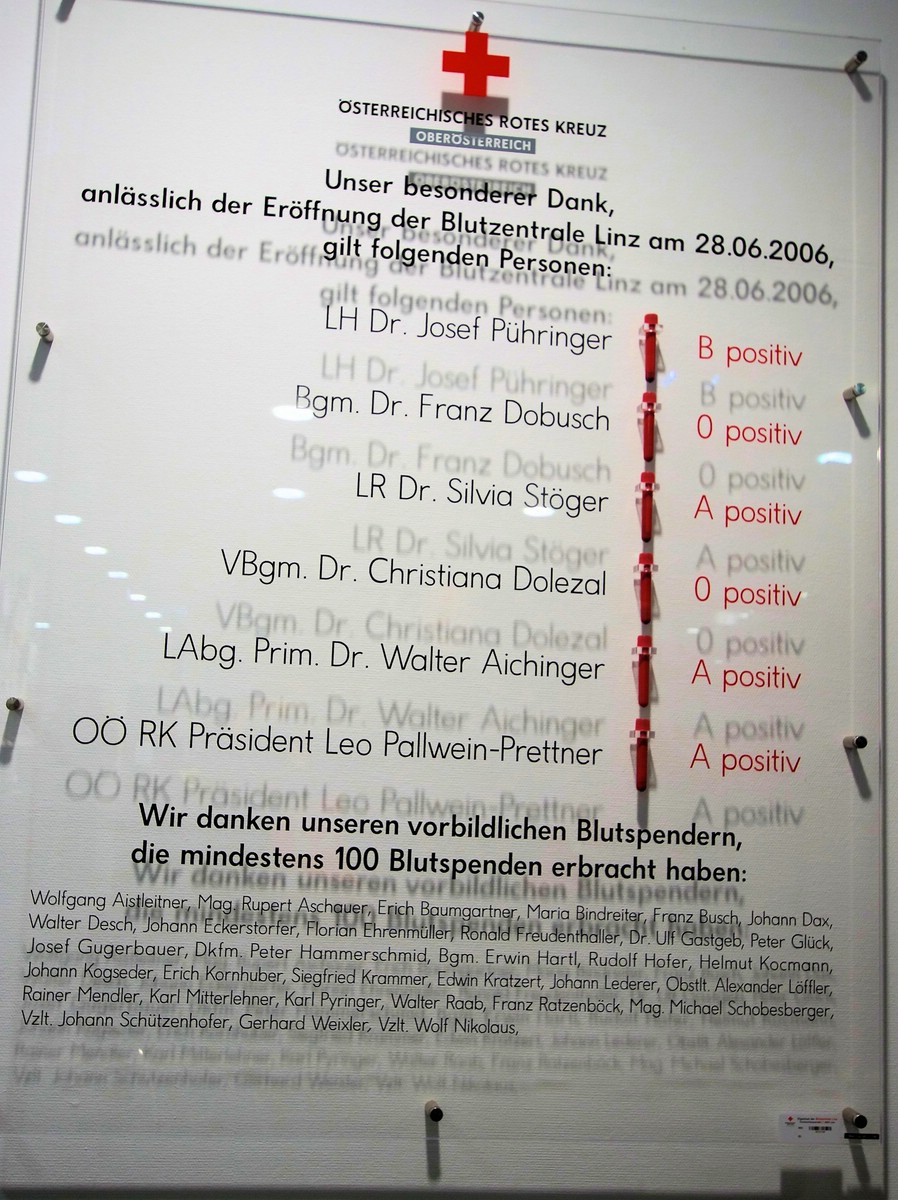 ÖSTERREICHISCHES ROTES KREUZ
OBERÖSTERREICH
Unser besonderer Dank,
anlässlich der Eröffnung der Blutzentrale Linz am 28.06.2006,
gilt folgenden Personen:
LH Dr. Josef Pühringer B positiv
Bgm. Dr. Franz Dobusch 0 positiv
LR Dr. Silvia Stöger A positiv
VBgm. Dr. Christiana Dolezal 0 positiv
LAbg. Prim. Dr. Walter Aichinger A positiv
OÖ RK Präsident Leo Pallwein-Prettner A positiv
Wir danken unseren vorbildlichen Blutspendern,
die mindestens 100 Blutspenden erbracht haben:
Wolfgang Aistleitner, Mag. Rupert Aschauer, Erich Baumgartner, Maria Bindreiter, Franz Busch, Johann Dax,
Walter Desch, Johann Eckerstorfer, Florian Ehrenmüller, Ronald Freudenthaller, Dr. Ulf Gastgeb, Peter Glück,
Josef Gugerbauer, Dkfm. Peter Hammerschmid, Bgm. Erwin Hartl, Rudolf Hofer, Helmut Kocmann,
Johann Kogseder, Erich Kornhuber, Siegfried Krammer, Edwin Kratzert, Johann Lederer, Obstlt. Alexander Löffler,
Rainer Mendler, Karl Mitterlehner, Karl Pyringer, Walter Raab, Franz Ratzenböck, Mag. Michael Schobesberger,
Vzlt. Johann Schützenhofer, Gerhard Weixler, Vzlt. Wolf Nikolaus,